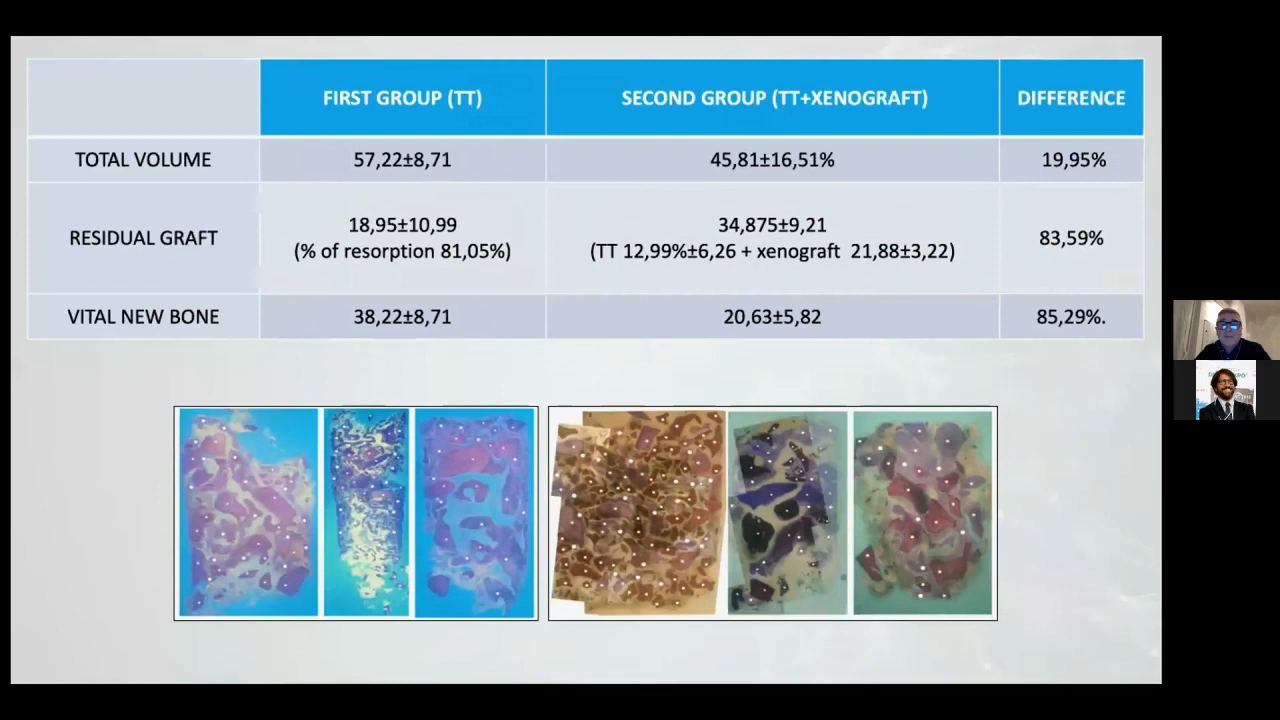 FIRST GROUP (TT) SECOND GROUP (TT+XENOGRAFT) DIFFERENCE
TOTAL VOLUME 57,22±8,71 45,81±16,51% 19,95%
RESIDUAL GRAFT 18,95±10,99 34,875±9,21 83,59%
(% of resorption 81,05%) (TT 12,99%±6,26 + xenograft 21,88±3,22)
VITAL NEW BONE 38,22±8,71 20,63±5,82 85,29%.